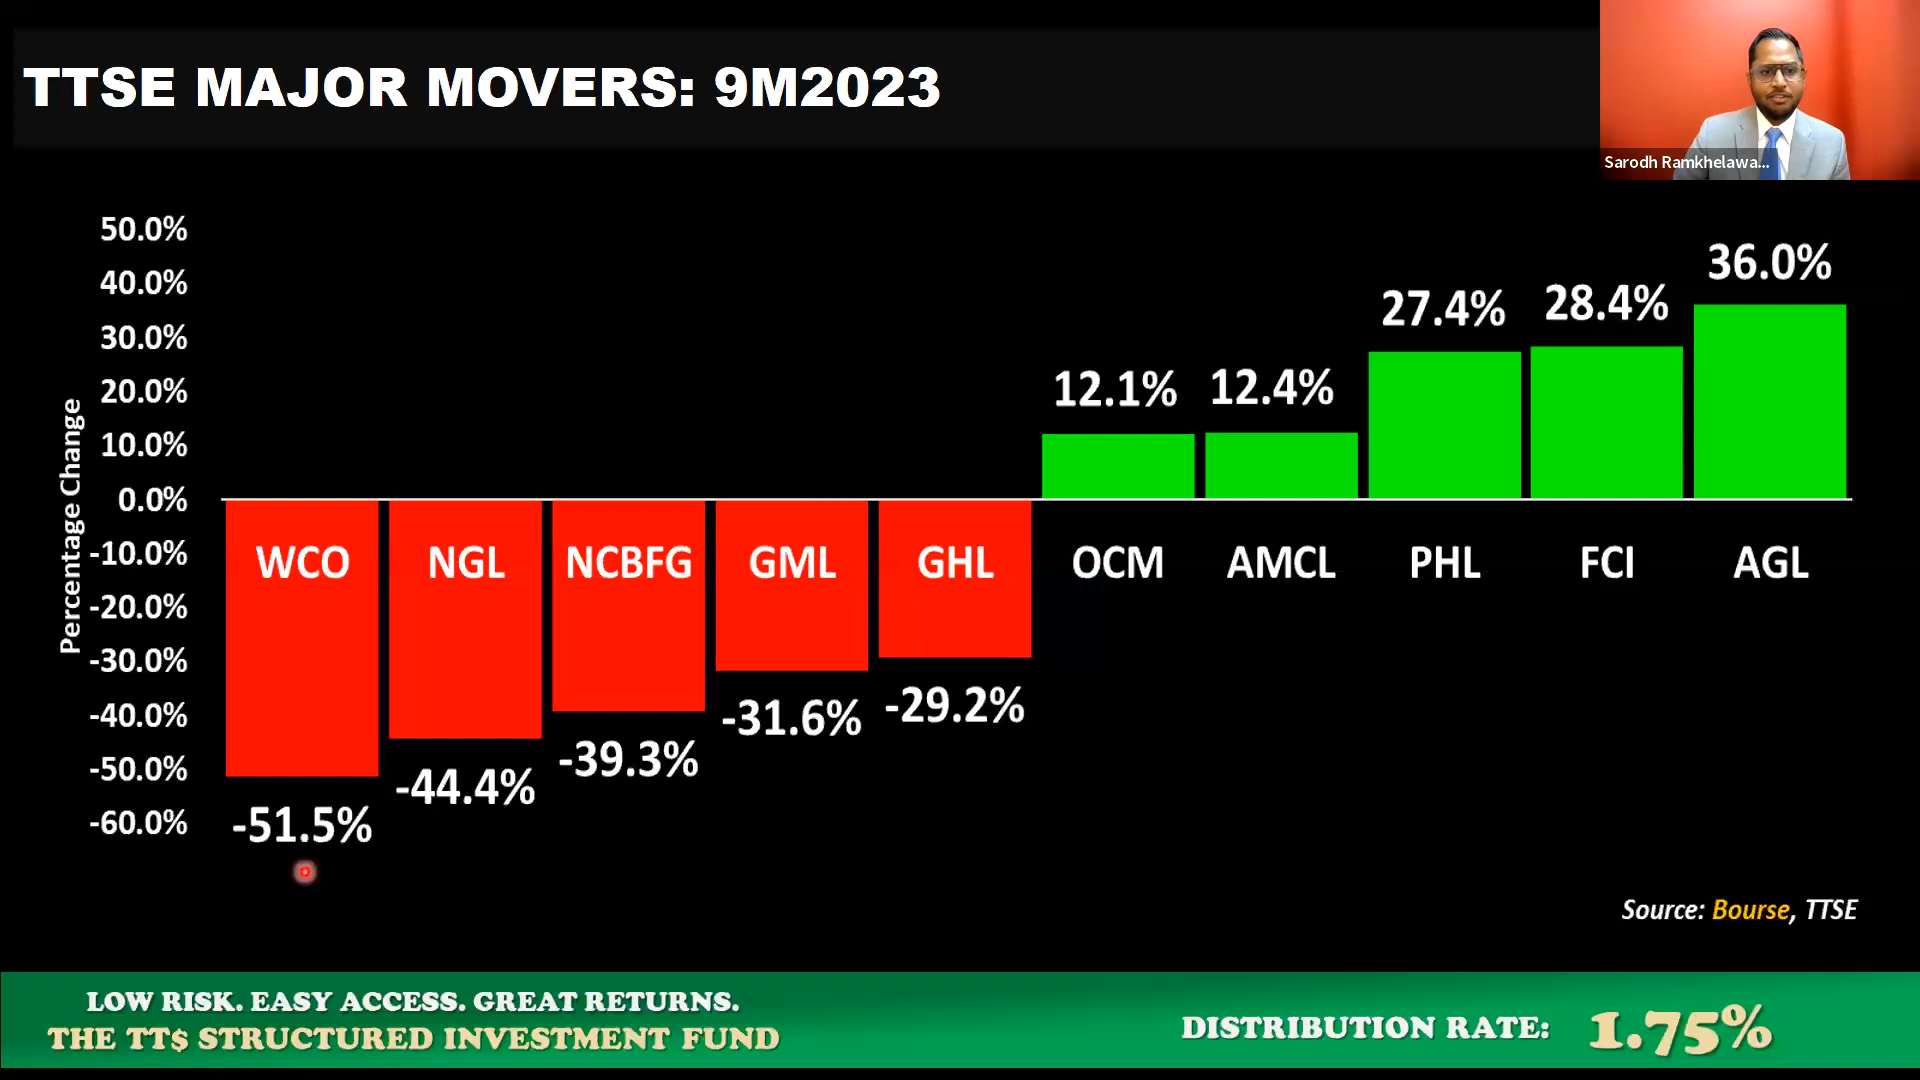 TTSE MAJOR MOVERS: 9M2023
Sarodh Ramkhelawa...
Percentage Change
50.0%
40.0%
30.0%
20.0%
10.0%
0.0%
-10.0%
-20.0%
-30.0%
-40.0%
-50.0%
-60.0%
WCO
NGL
NCBFG
GML
GHL
OCM
AMCL
PHL
FCI
AGL
-51.5%
-44.4%
-39.3%
-31.6%
-29.2%
12.1%
12.4%
27.4%
28.4%
36.0%
Source: Bourse, TTSE
LOW RISK. EASY ACCESS. GREAT RETURNS.
THE TT$ STRUCTURED INVESTMENT FUND
DISTRIBUTION RATE: 1.75%